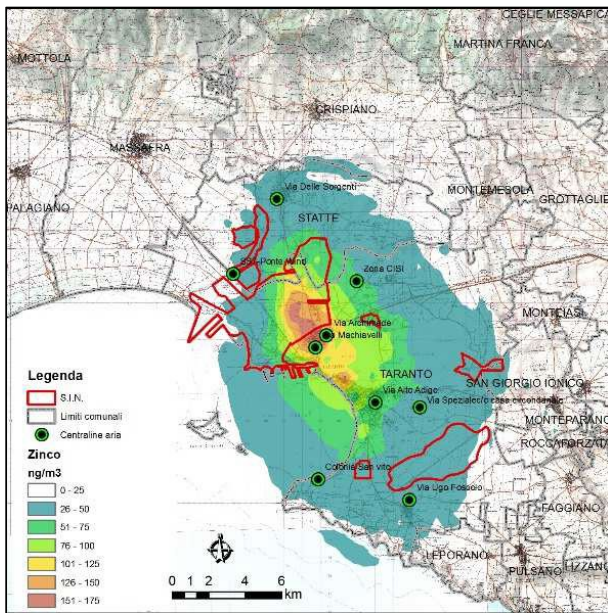 CEGLIE MESSAPICA
MARTINA FRANCA
MOTTOLA
CRISPIANO
MASSAFRA
MONTEMESOLA
GROTTAGLIE
PALAGIANO
Via Delle Sorgenti
STATTE
Zona CISI
Via Archimede
Machiavelli
MONTEIASI
TARANTO
SAN GIORGIO IONICO
Via Alto Adige
MONTEPARANO
ROCCAFORZATA
Colonia San vito
Via Ugo Foscolo
FAGGIANO
LEPORANO
PULSANO
LIZZANO
Legenda
S.I.N.
Limiti comunali
Centraline aria
Zinco
ng/m3
0 - 25
26 - 50
51 - 75
76 - 100
101 - 125
126 - 150
151 - 175
0 1 2 4 6
km